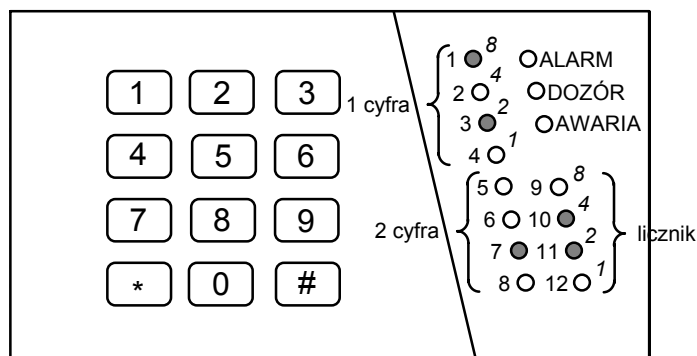 1 2 3
4 5 6
7 8 9
* 0 #
1 cyfra
1 8 ALARM
2 4 DOZÓR
3 2 AWARIA
4 1
2 cyfra
5 9 8
6 10 4
7 11 2
8 12 1
licznik